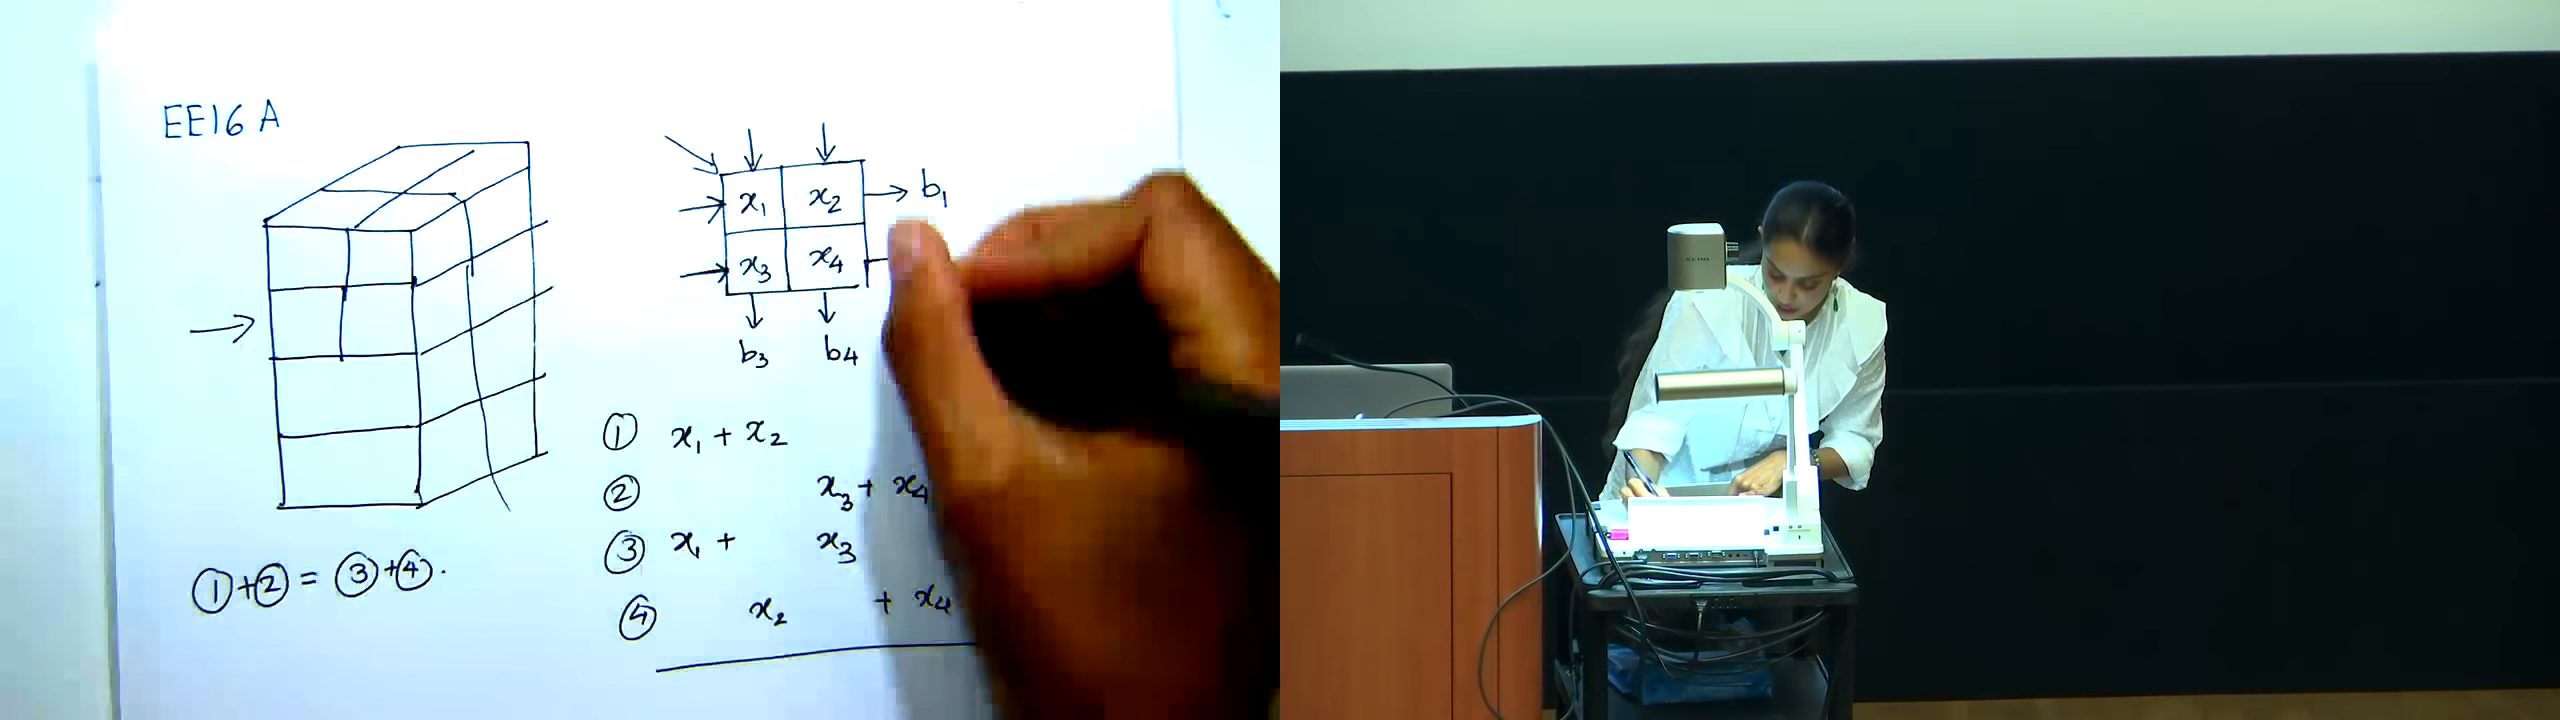 EE16A
x₁ x₂ b₁
x₃ x₄
b₃ b₄
① x₁ + x₂
② x₃ + x₄
③ x₁ + x₃
④ x₂ + x₄
①+②= ③+④.